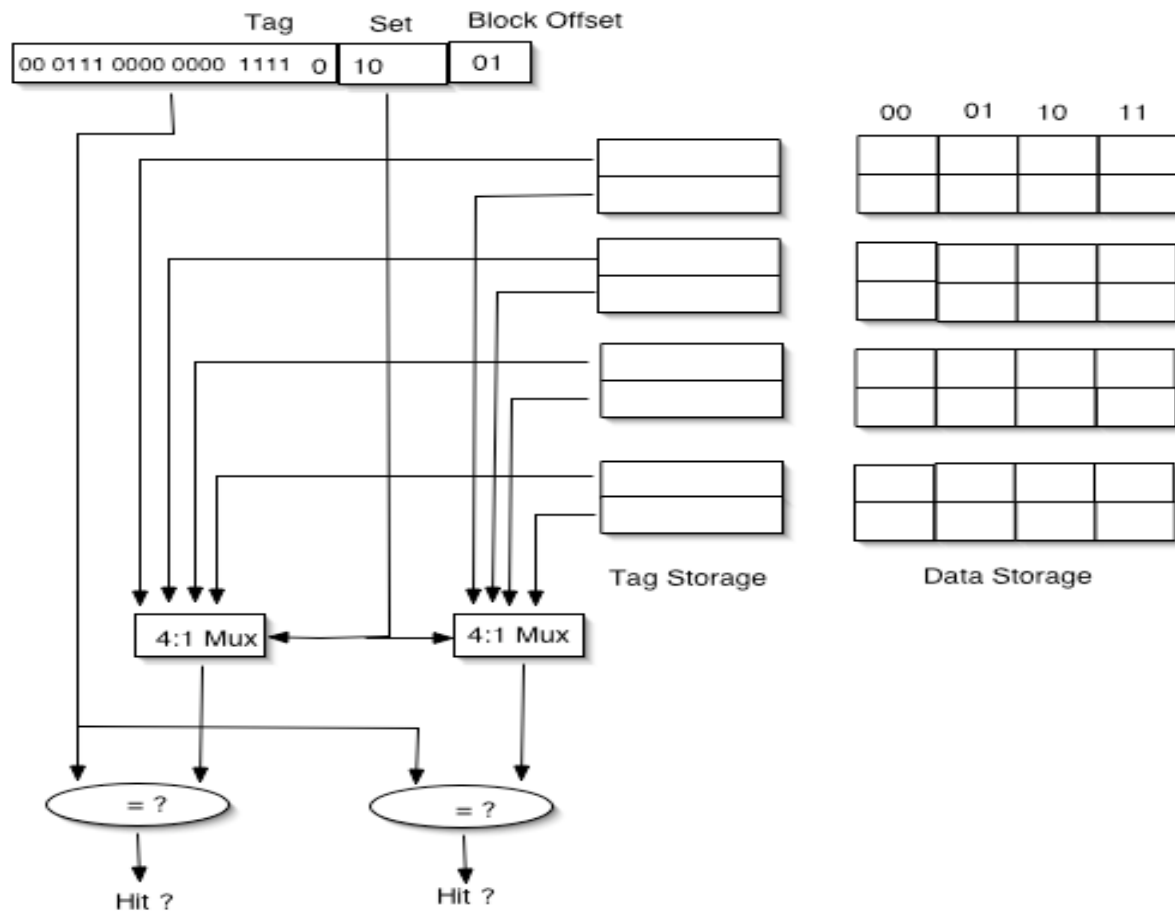 Tag Set Block Offset
00 0111 0000 0000 1111 0 10 01
00 01 10 11
Tag Storage Data Storage
4:1 Mux 4:1 Mux
= ? = ?
Hit ? Hit ?